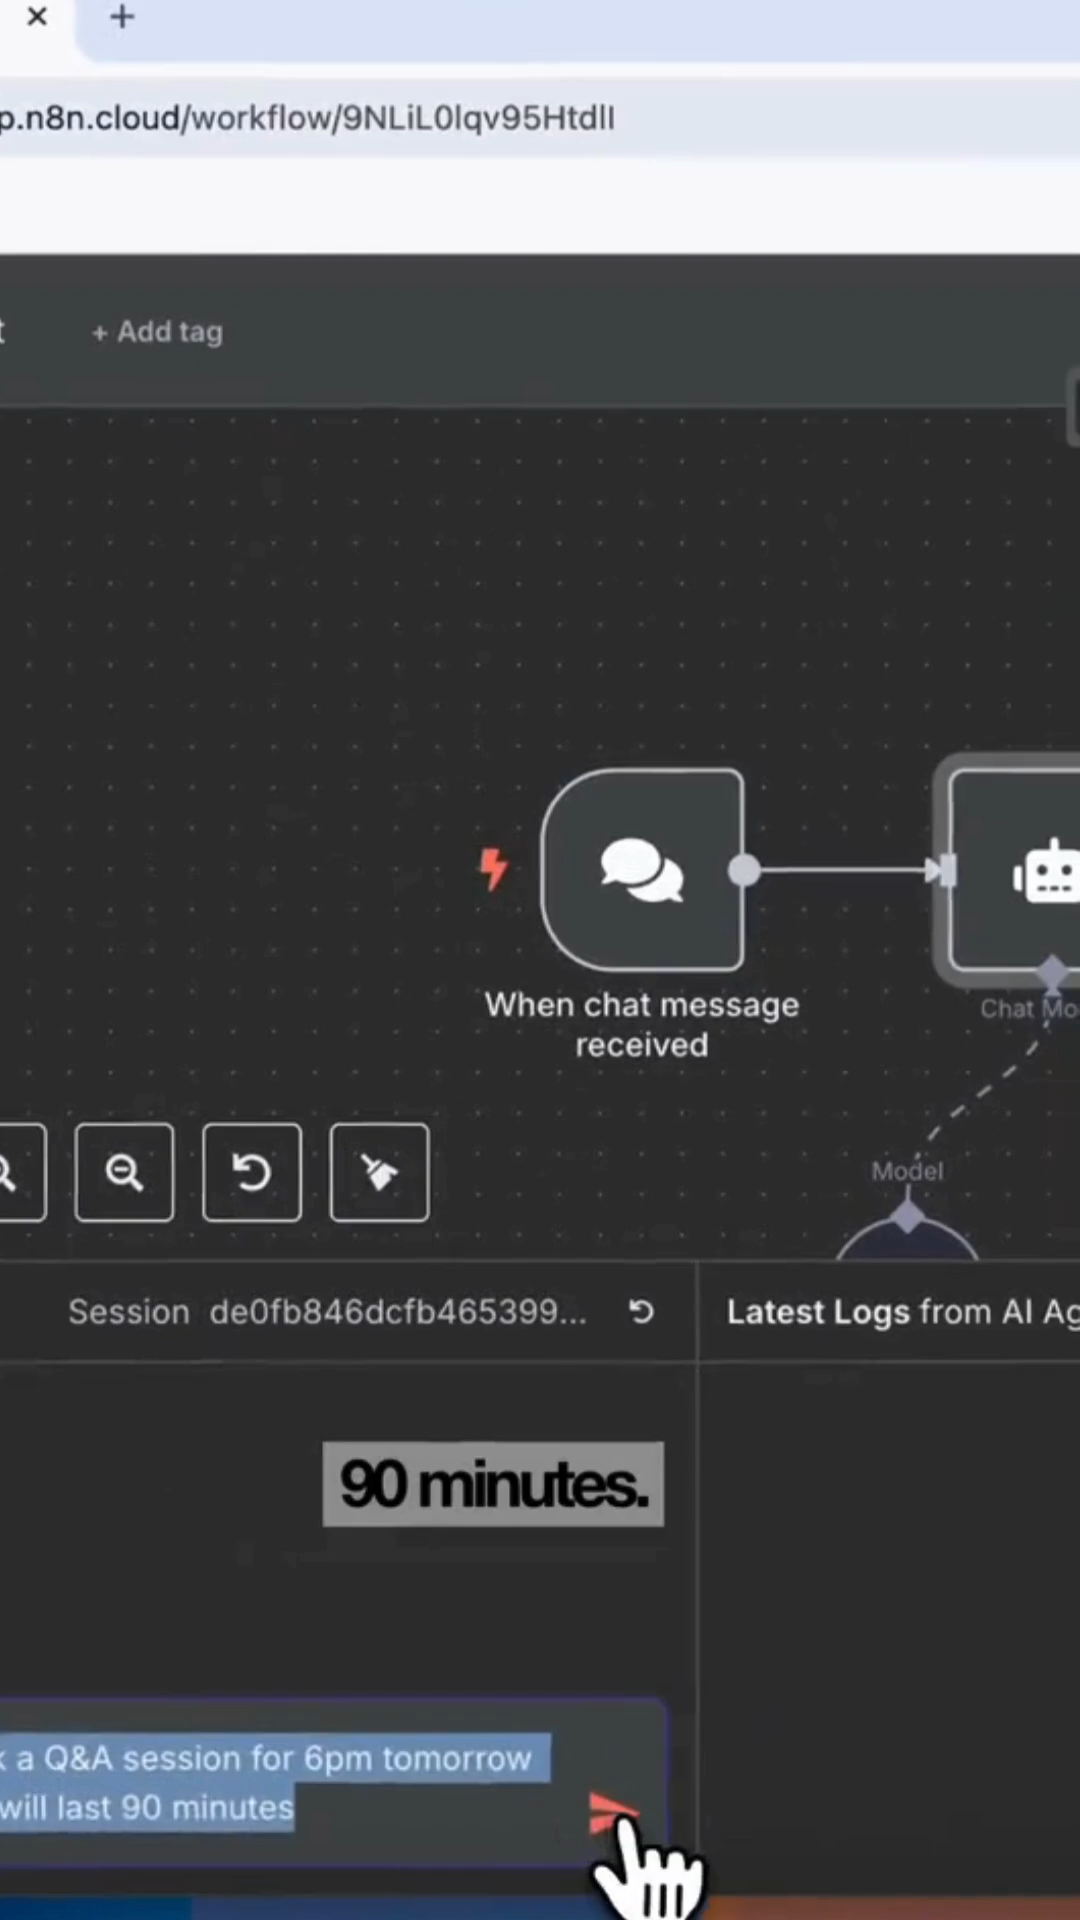 p.n8n.cloud/workflow/9NLiL0lqv95Htdll
+ Add tag
When chat message
received
Chat Mo
Model
Session de0fb846dcfb465399...
Latest Logs from AI Ag
90 minutes.
k a Q&A session for 6pm tomorrow
will last 90 minutes